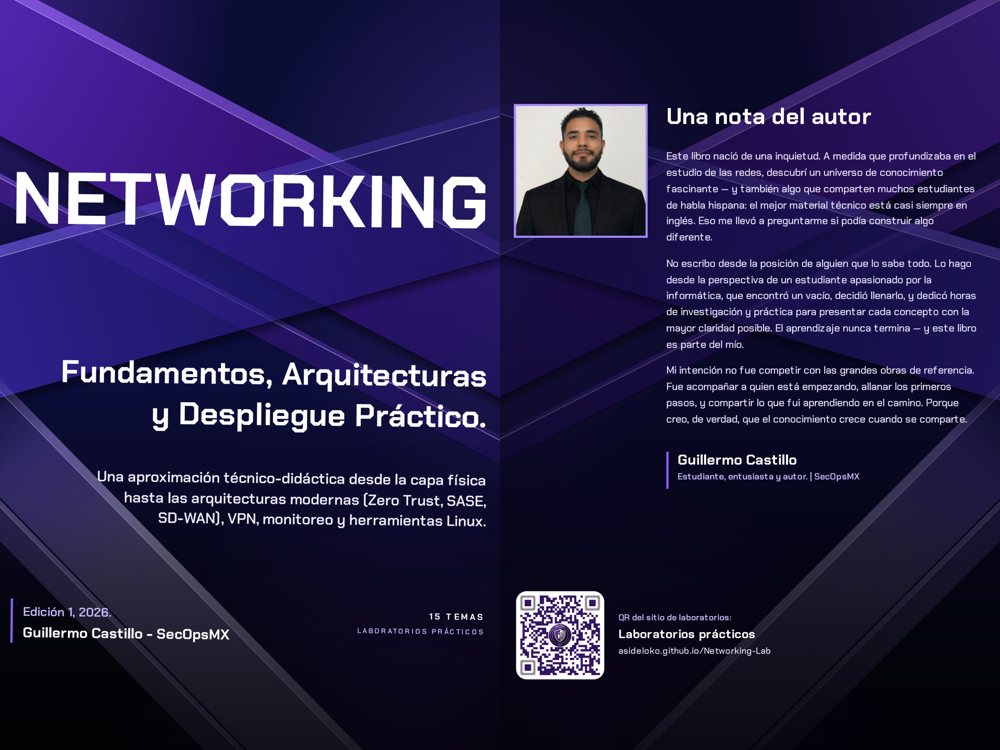 NETWORKING
Fundamentos, Arquitecturas
y Despliegue Práctico.
Una aproximación técnico-didáctica desde la capa física
hasta las arquitecturas modernas (Zero Trust, SASE,
SD-WAN), VPN, monitoreo y herramientas Linux.
Edición 1, 2026.
Guillermo Castillo - SecOpsMX
15 TEMAS
LABORATORIOS PRÁCTICOS
Una nota del autor
Este libro nació de una inquietud. A medida que profundizaba en el
estudio de las redes, descubrí un universo de conocimiento
fascinante — y también algo que comparten muchos estudiantes
de habla hispana: el mejor material técnico está casi siempre en
inglés. Eso me llevó a preguntarme si podía construir algo
diferente.
No escribo desde la posición de alguien que lo sabe todo. Lo hago
desde la perspectiva de un estudiante apasionado por la
informática, que encontró un vacío, decidió llenarlo, y dedicó horas
de investigación y práctica para presentar cada concepto con la
mayor claridad posible. El aprendizaje nunca termina — y este libro
es parte del mío.
Mi intención no fue competir con las grandes obras de referencia.
Fue acompañar a quien está empezando, allanar los primeros
pasos, y compartir lo que fui aprendiendo en el camino. Porque
creo, de verdad, que el conocimiento crece cuando se comparte.
Guillermo Castillo
Estudiante, entusiasta y autor. | SecOpsMX
QR del sitio de laboratorios:
Laboratorios prácticos
asideloko.github.io/Networking-Lab